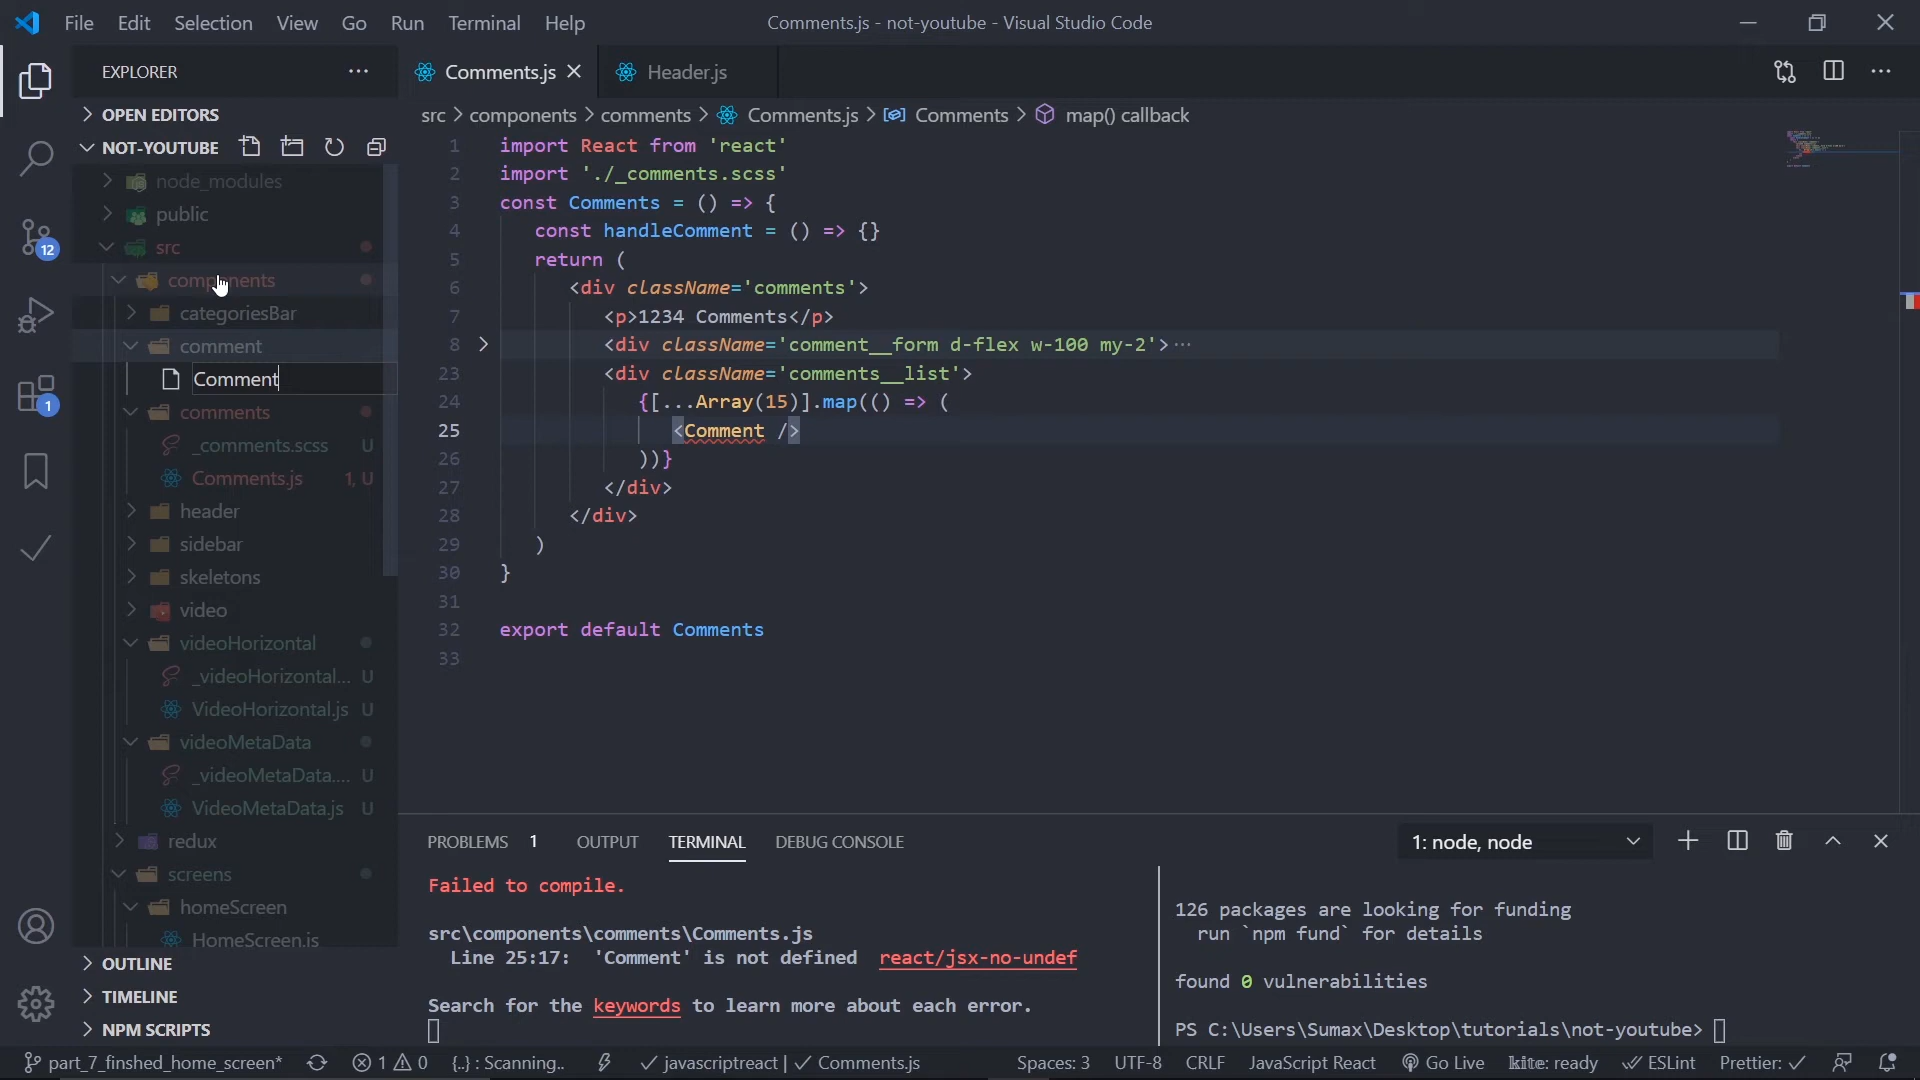 File Edit Selection View Go Run Terminal Help
Comments.js - not-youtube - Visual Studio Code
EXPLORER
Comments.js
Header.js
OPEN EDITORS
src > components > comments > Comments.js > Comments > map() callback
NOT-YOUTUBE
node_modules
public
src
components
categoriesBar
comment
Comment
comments
_comments.scss U
Comments.js 1, U
header
sidebar
skeletons
video
videoHorizontal
_videoHorizontal... U
VideoHorizontal.js U
videoMetaData
_videoMetaData.... U
VideoMetaData.js U
redux
screens
homeScreen
HomeScreen.js
OUTLINE
TIMELINE
NPM SCRIPTS
12
1
1 import React from 'react'
2 import './_comments.scss'
3 const Comments = () => {
4 const handleComment = () => {}
5 return (
6 <div className='comments'>
7 <p>1234 Comments</p>
8 <div className='comment__form d-flex w-100 my-2'>...
23 <div className='comments__list'>
24 {[...Array(15)].map(() => (
25 <Comment />
26 ))}
27 </div>
28 </div>
29 )
30 }
31
32 export default Comments
33
PROBLEMS 1 OUTPUT TERMINAL DEBUG CONSOLE
1: node, node
Failed to compile.
src\components\comments\Comments.js
Line 25:17: 'Comment' is not defined react/jsx-no-undef
Search for the keywords to learn more about each error.
126 packages are looking for funding
run `npm fund` for details
found 0 vulnerabilities
PS C:\Users\Sumax\Desktop\tutorials\not-youtube>
part_7_finshed_home_screen* 1 0 {..} : Scanning.. javascriptreact | Comments.js
Spaces: 3 UTF-8 CRLF JavaScript React Go Live kite: ready ESLint Prettier: